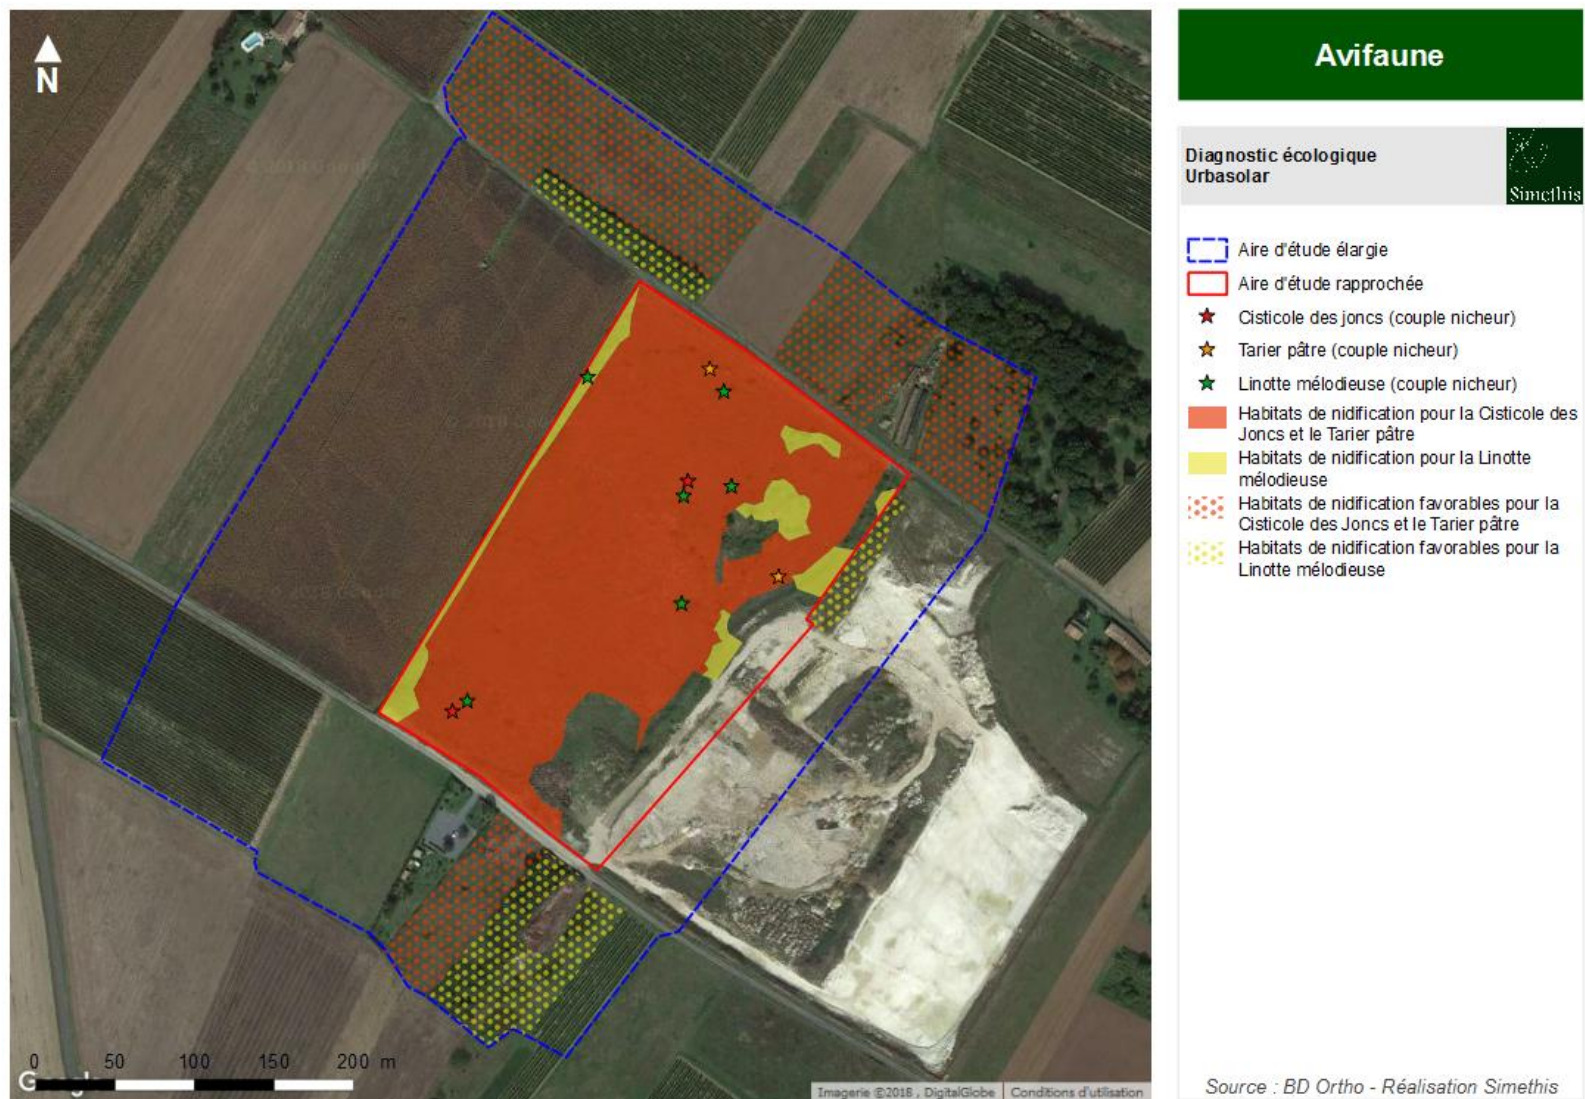 N
Avifaune
Diagnostic écologique
Urbasolar
Simethis
Aire d'étude élargie
Aire d'étude rapprochée
Cisticole des joncs (couple nicheur)
Tarier pâtre (couple nicheur)
Linotte mélodieuse (couple nicheur)
Habitats de nidification pour la Cisticole des
Joncs et le Tarier pâtre
Habitats de nidification pour la Linotte
mélodieuse
Habitats de nidification favorables pour la
Cisticole des Joncs et le Tarier pâtre
Habitats de nidification favorables pour la
Linotte mélodieuse
0 50 100 150 200 m
Google
Imagerie ©2018 , DigitalGlobe
Conditions d'utilisation
Source : BD Ortho - Réalisation Simethis